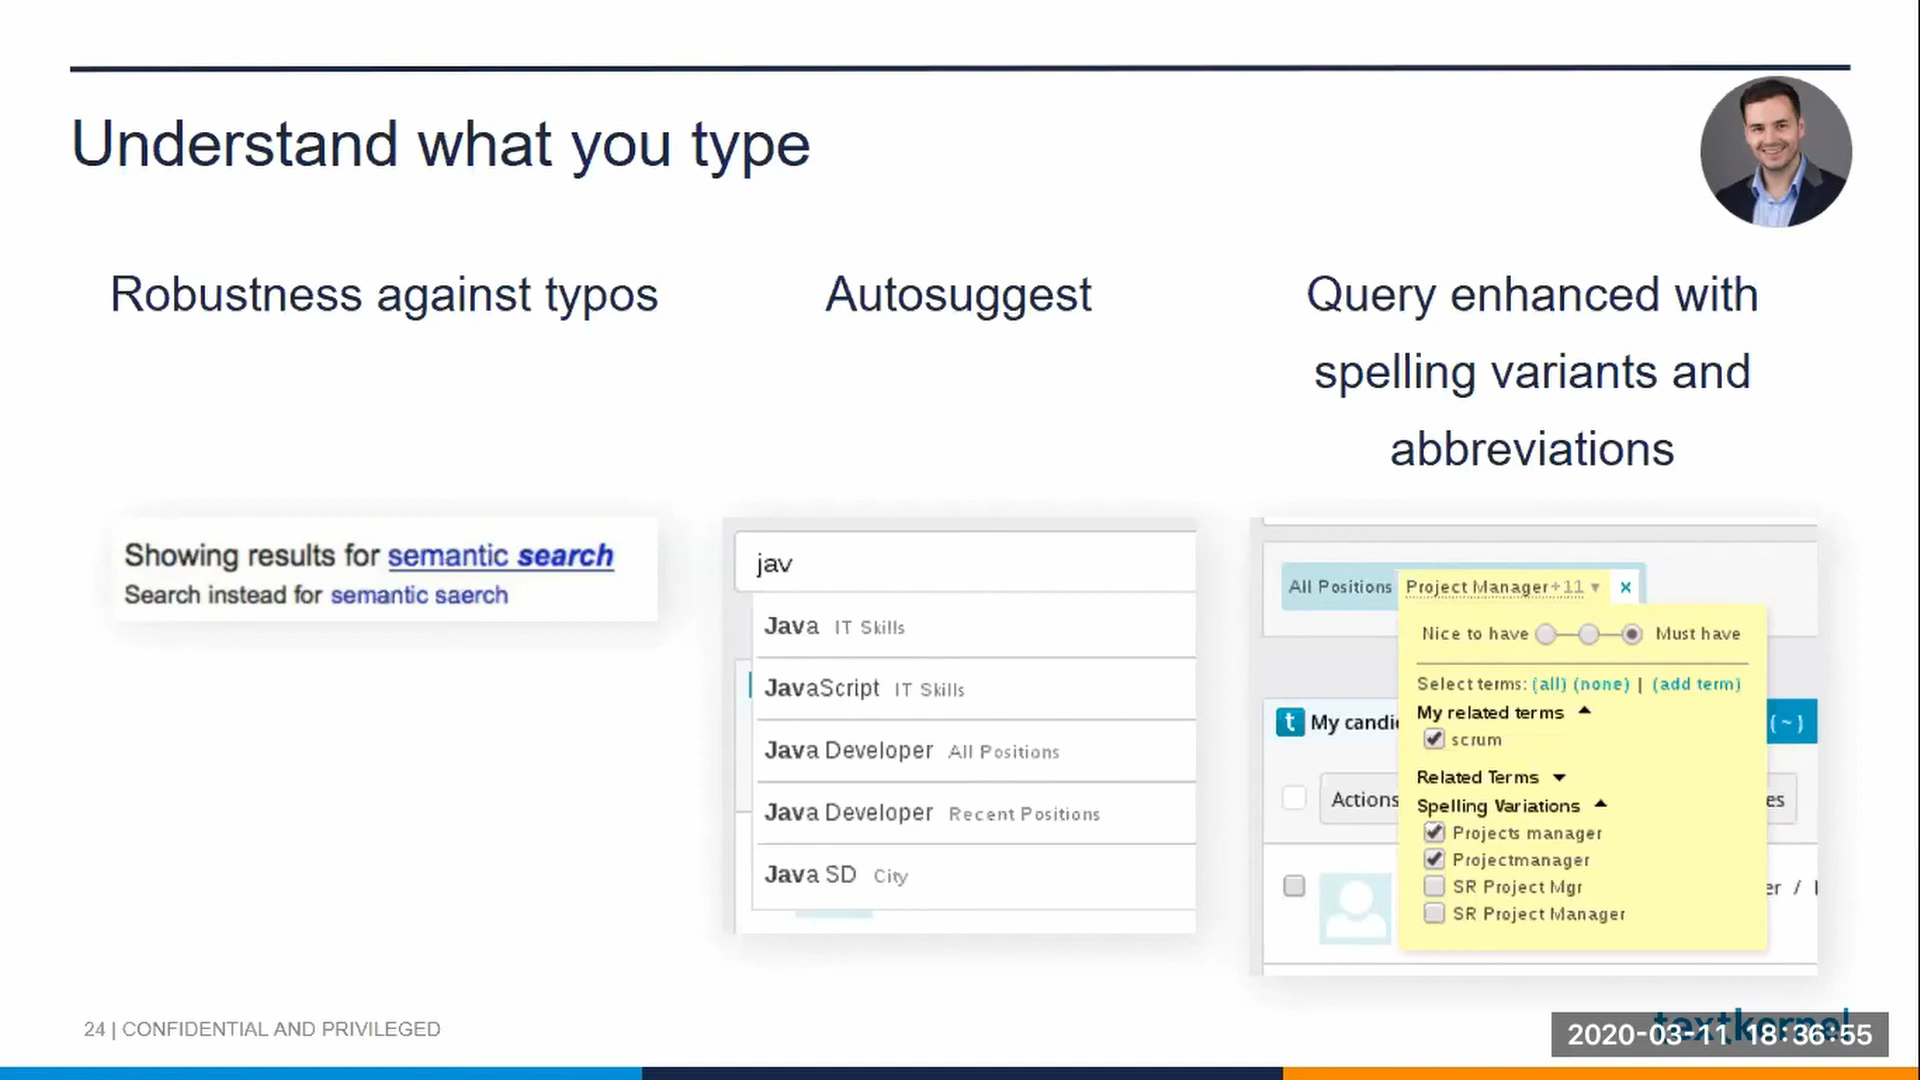 Understand what you type
Robustness against typos
Autosuggest
Query enhanced with
spelling variants and
abbreviations
Showing results for semantic search
Search instead for semantic saerch
jav
Java IT Skills
JavaScript IT Skills
Java Developer All Positions
Java Developer Recent Positions
Java SD City
All Positions Project Manager+11 ▾ ×
Nice to have Must have
Select terms: (all) (none) | (add term)
My related terms
scrum
Related Terms
Spelling Variations
Projects manager
Projectmanager
SR Project Mgr
SR Project Manager
t My candi
(~)
Actions
es
er /
24 | CONFIDENTIAL AND PRIVILEGED
textkernel
2020-03-11 18:36:55